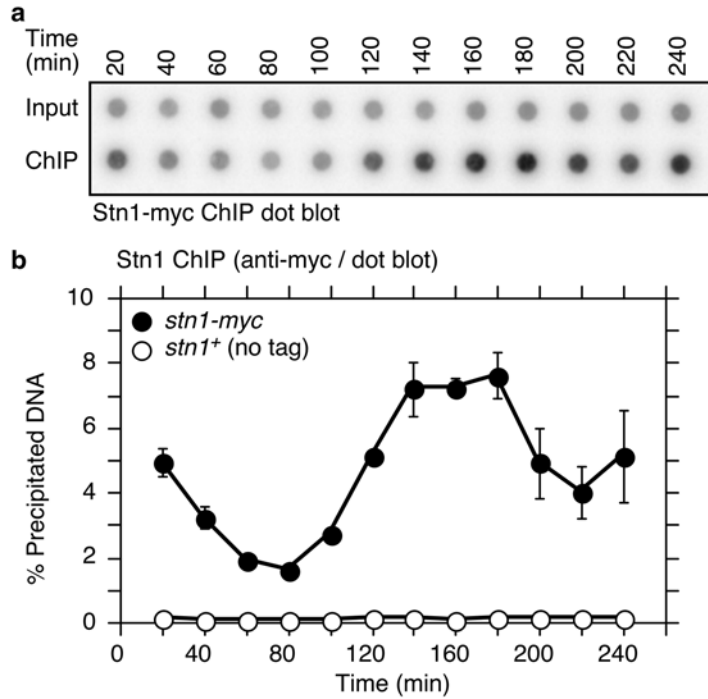 a
Time (min) 20 40 60 80 100 120 140 160 180 200 220 240
Input
ChIP
Stn1-myc ChIP dot blot
b Stn1 ChIP (anti-myc / dot blot)
10
8
6
4
2
0
% Precipitated DNA
stn1-myc
stn1+ (no tag)
0 40 80 120 160 200 240
Time (min)